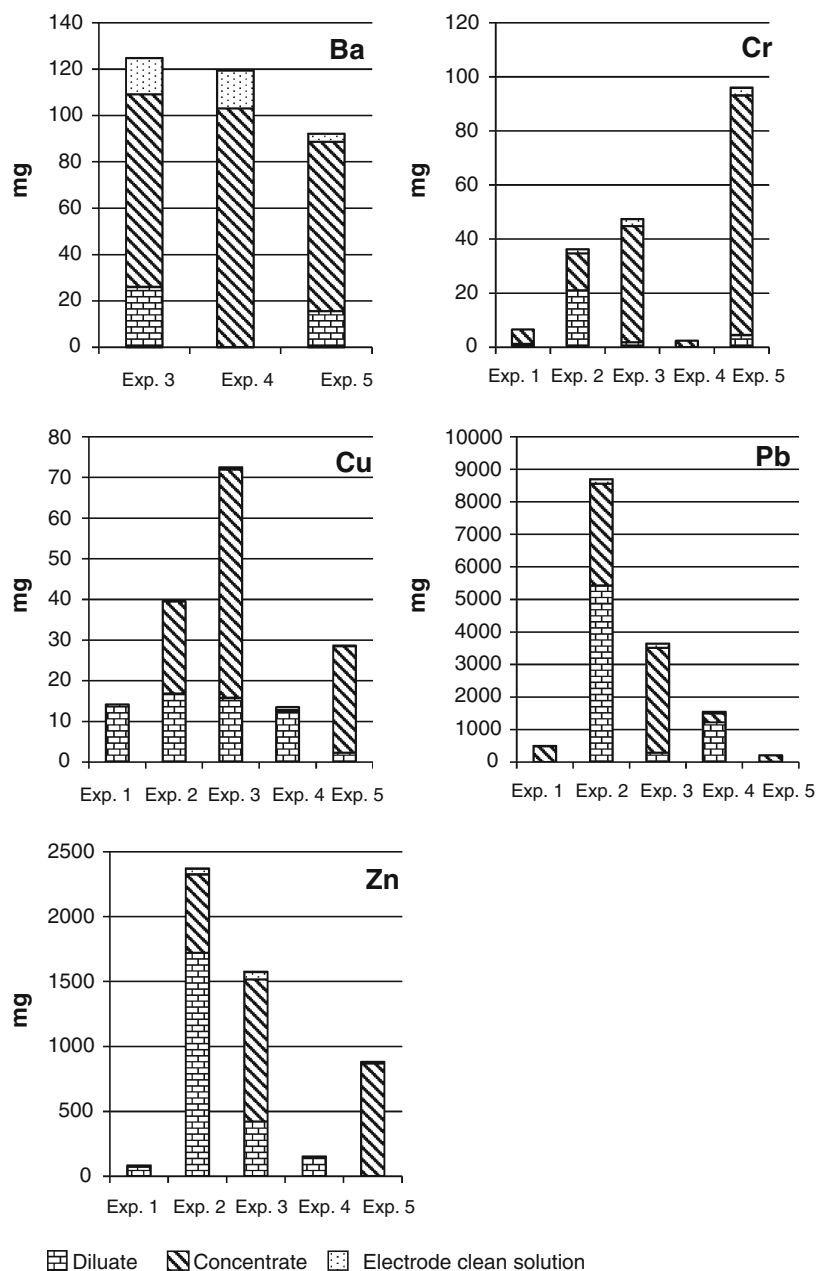 Ba
mg
140
120
100
80
60
40
20
0
Exp. 3 Exp. 4 Exp. 5
Cr
mg
120
100
80
60
40
20
0
Exp. 1 Exp. 2 Exp. 3 Exp. 4 Exp. 5
Cu
mg
80
70
60
50
40
30
20
10
0
Exp. 1 Exp. 2 Exp. 3 Exp. 4 Exp. 5
Pb
mg
10000
9000
8000
7000
6000
5000
4000
3000
2000
1000
0
Exp. 1 Exp. 2 Exp. 3 Exp. 4 Exp. 5
Zn
mg
2500
2000
1500
1000
500
0
Exp. 1 Exp. 2 Exp. 3 Exp. 4 Exp. 5
Diluate Concentrate Electrode clean solution